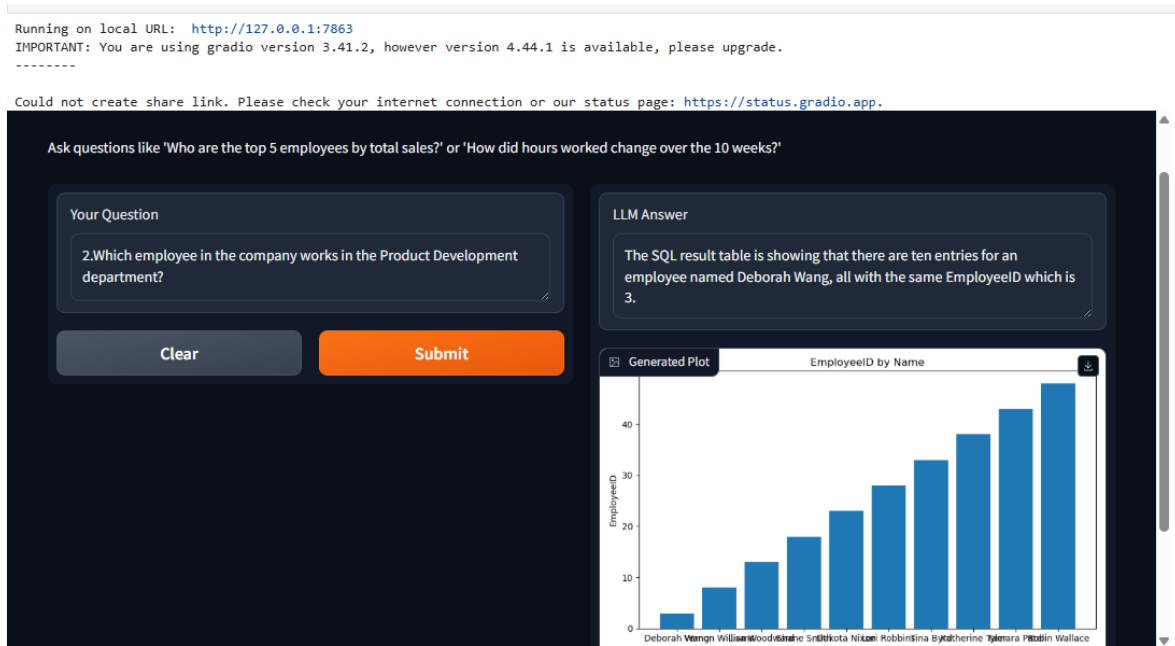 Running on local URL:  http://127.0.0.1:7863
IMPORTANT: You are using gradio version 3.41.2, however version 4.44.1 is available, please upgrade.
--------
Could not create share link. Please check your internet connection or our status page: https://status.gradio.app.
Ask questions like 'Who are the top 5 employees by total sales?' or 'How did hours worked change over the 10 weeks?'
Your Question
2.Which employee in the company works in the Product Development
department?
Clear
Submit
LLM Answer
The SQL result table is showing that there are ten entries for an
employee named Deborah Wang, all with the same EmployeeID which is
3.
Generated Plot
EmployeeID by Name
EmployeeID
40
30
20
10
0
Deborah Wang
Robin Wallace